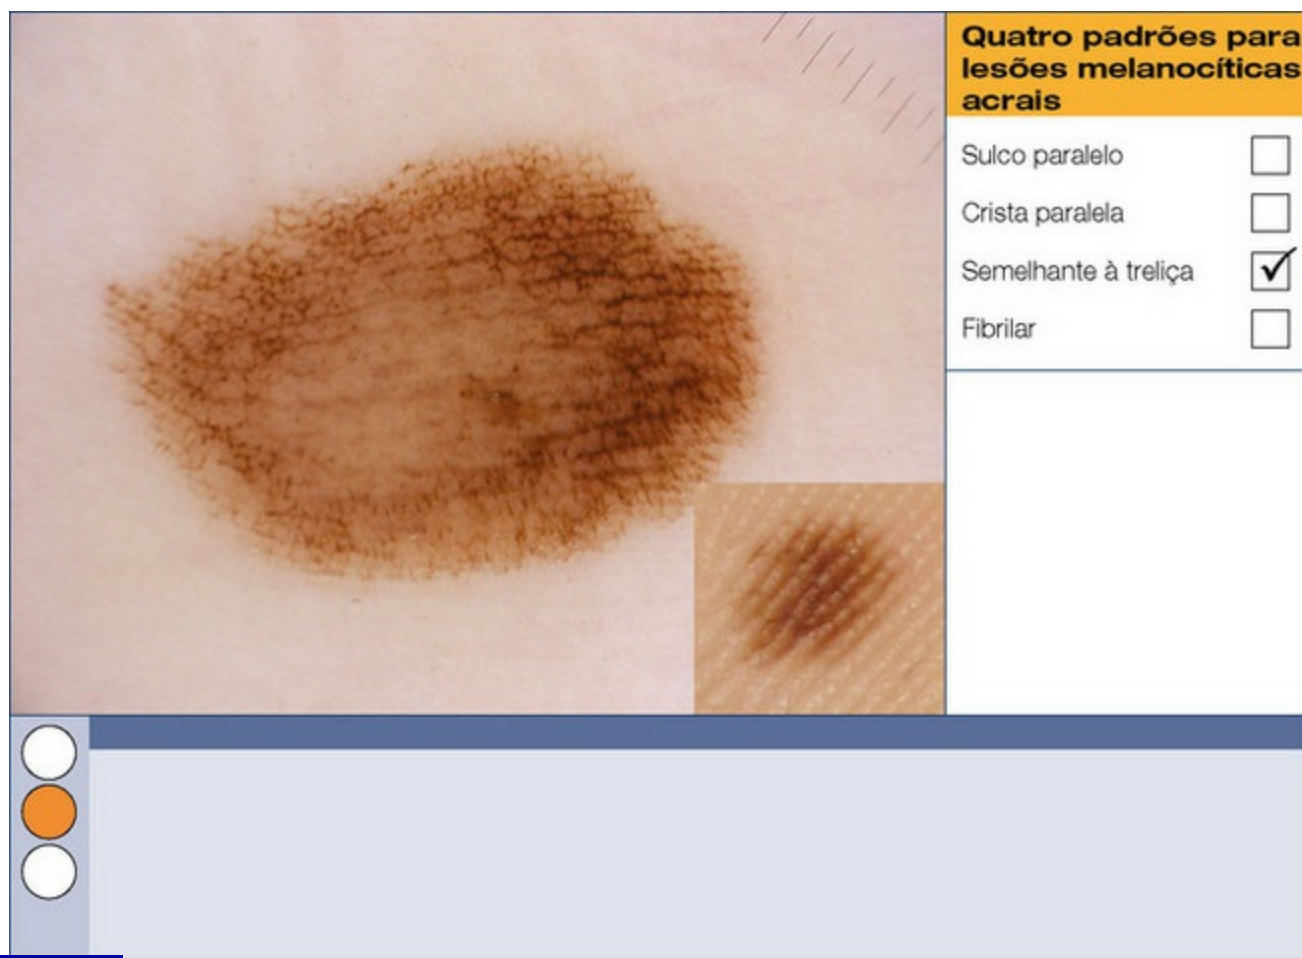 Quatro padrões para
lesões melanocíticas
acrais
Sulco paralelo
Crista paralela
Semelhante à treliça
Fibrilar